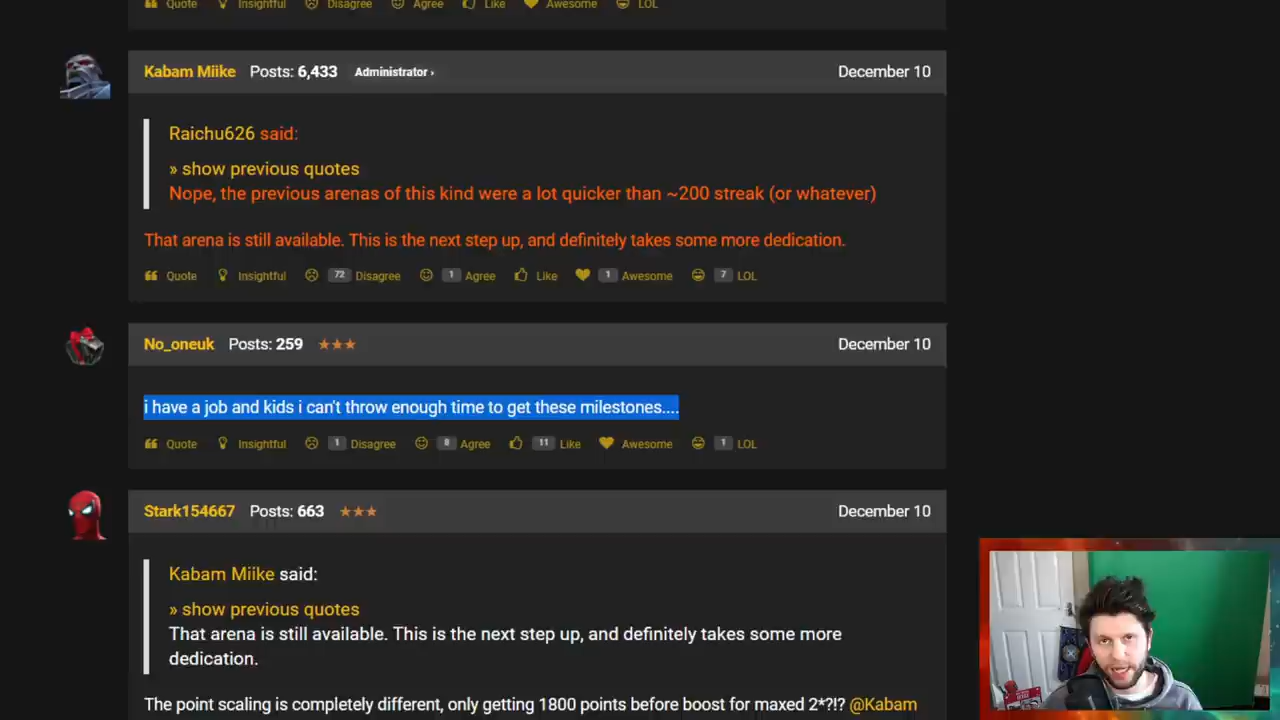 Quote Insightful Disagree Agree Like Awesome LOL
Kabam Miike Posts: 6,433 Administrator › December 10
Raichu626 said:
» show previous quotes
Nope, the previous arenas of this kind were a lot quicker than ~200 streak (or whatever)
That arena is still available. This is the next step up, and definitely takes some more dedication.
Quote Insightful 72 Disagree 1 Agree Like 1 Awesome 7 LOL
No_oneuk Posts: 259 ★★★ December 10
i have a job and kids i can't throw enough time to get these milestones....
Quote Insightful 1 Disagree 8 Agree 11 Like Awesome 1 LOL
Stark154667 Posts: 663 ★★★ December 10
Kabam Miike said:
» show previous quotes
That arena is still available. This is the next step up, and definitely takes some more
dedication.
The point scaling is completely different, only getting 1800 points before boost for maxed 2*?!? @Kabam